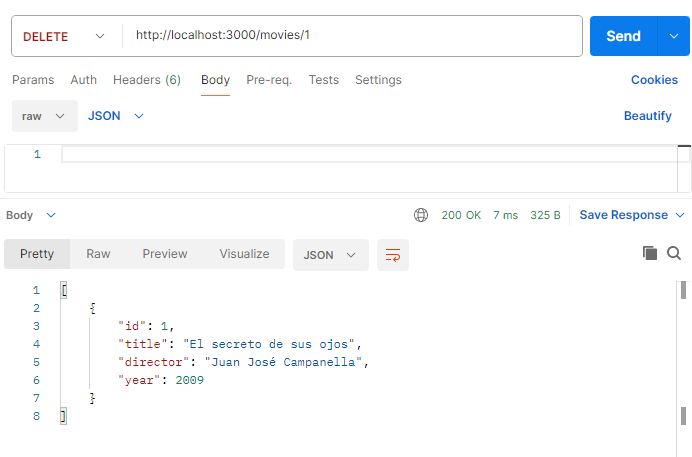 DELETE http://localhost:3000/movies/1 Send
Params Auth Headers (6) Body Pre-req. Tests Settings Cookies
raw JSON Beautify
1
Body 200 OK 7 ms 325 B Save Response
Pretty Raw Preview Visualize JSON
1 [
2 {
3 "id": 1,
4 "title": "El secreto de sus ojos",
5 "director": "Juan José Campanella",
6 "year": 2009
7 }
8 ]